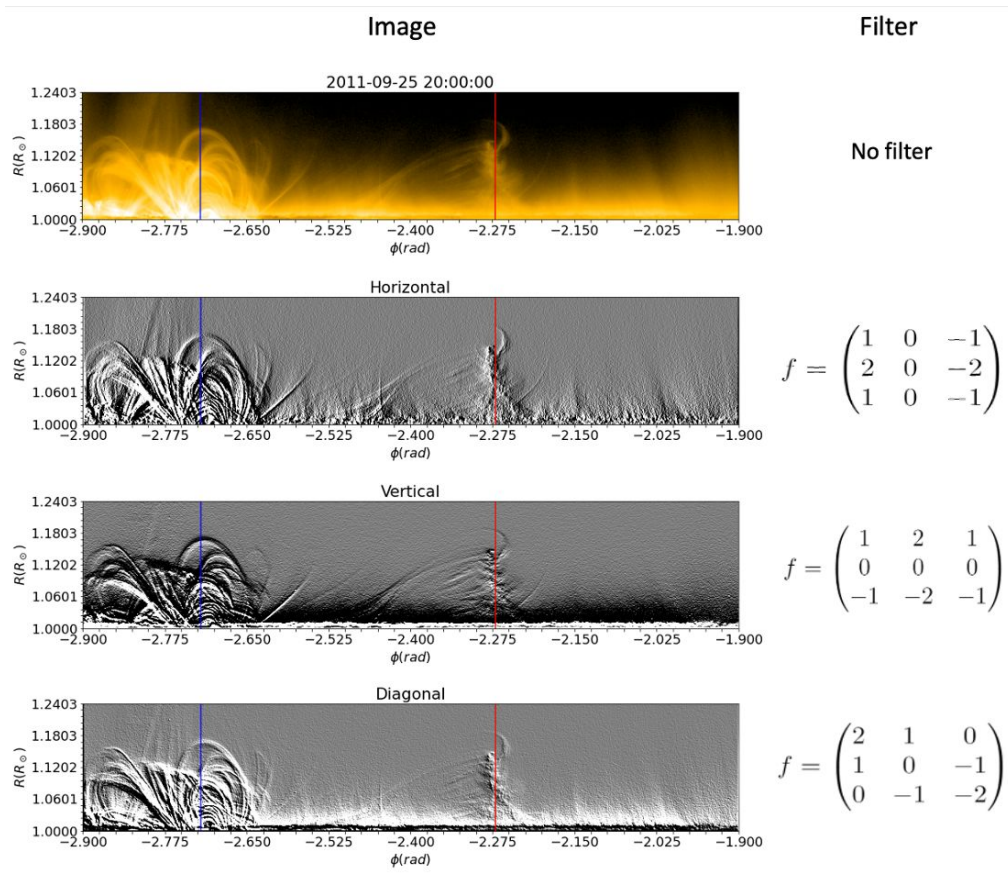 Image Filter
2011-09-25 20:00:00
1.2403
1.1803
1.1202
1.0601
1.0000
R(R⊙)
−2.900 −2.775 −2.650 −2.525 −2.400 −2.275 −2.150 −2.025 −1.900
ϕ(rad)
No filter
Horizontal
1.2403
1.1803
1.1202
1.0601
1.0000
R(R⊙)
−2.900 −2.775 −2.650 −2.525 −2.400 −2.275 −2.150 −2.025 −1.900
ϕ(rad)
f =
1 0 −1
2 0 −2
1 0 −1
Vertical
1.2403
1.1803
1.1202
1.0601
1.0000
R(R⊙)
−2.900 −2.775 −2.650 −2.525 −2.400 −2.275 −2.150 −2.025 −1.900
ϕ(rad)
f =
1 2 1
0 0 0
−1 −2 −1
Diagonal
1.2403
1.1803
1.1202
1.0601
1.0000
R(R⊙)
−2.900 −2.775 −2.650 −2.525 −2.400 −2.275 −2.150 −2.025 −1.900
ϕ(rad)
f =
2 1 0
1 0 −1
0 −1 −2